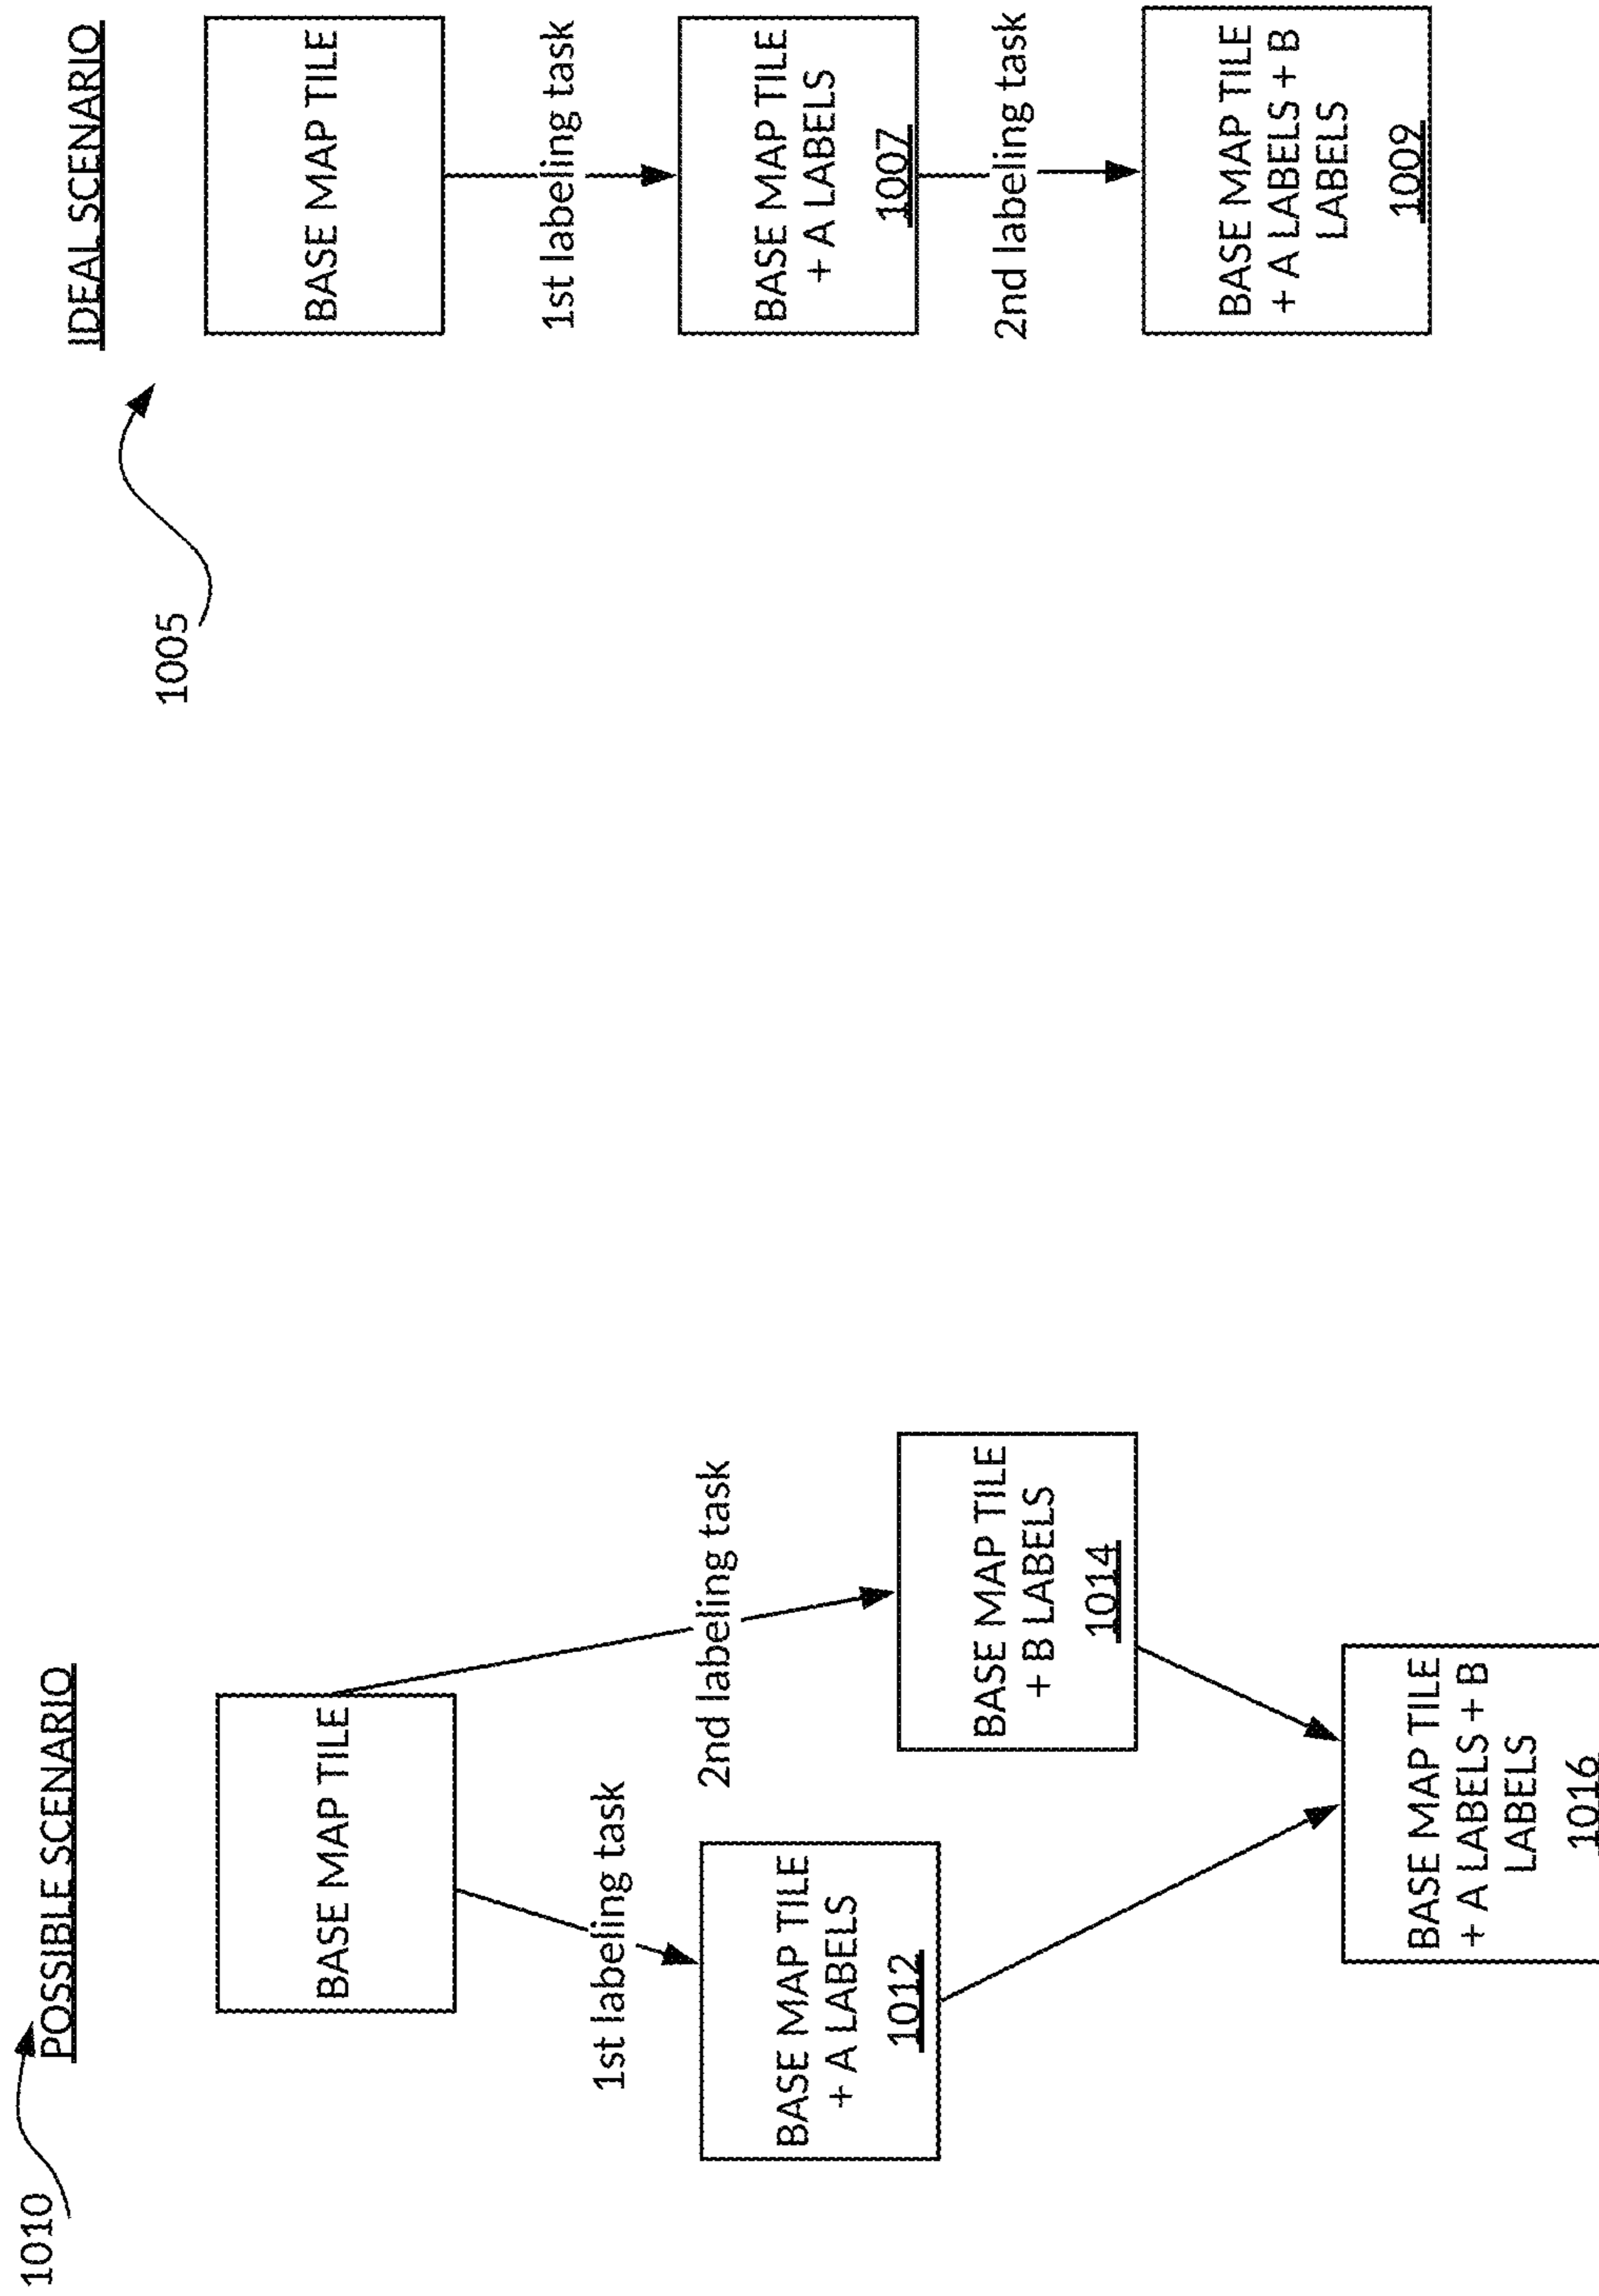 1010
POSSIBLE SCENARIO
BASE MAP TILE
1st labeling task
2nd labeling task
BASE MAP TILE
+ A LABELS
1012
BASE MAP TILE
+ B LABELS
1014
BASE MAP TILE
+ A LABELS + B
LABELS
1016
1005
IDEAL SCENARIO
BASE MAP TILE
1st labeling task
BASE MAP TILE
+ A LABELS
1007
2nd labeling task
BASE MAP TILE
+ A LABELS + B
LABELS
1009